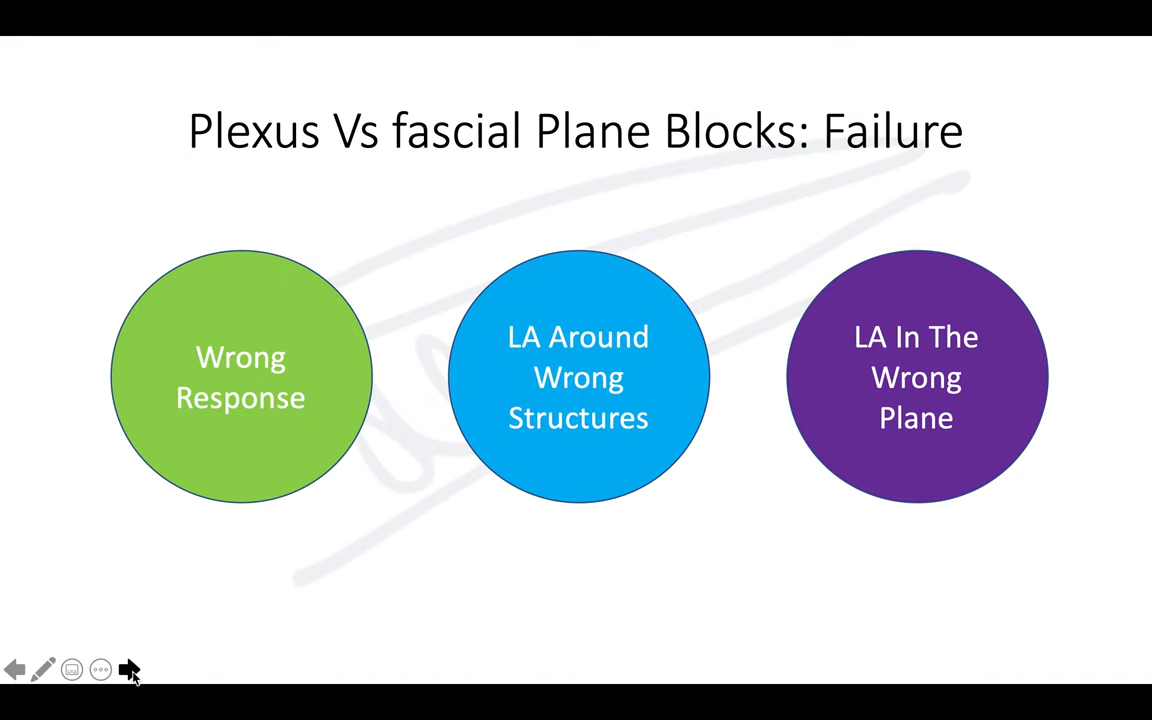 Plexus Vs fascial Plane Blocks: Failure
Wrong
Response
LA Around
Wrong
Structures
LA In The
Wrong
Plane